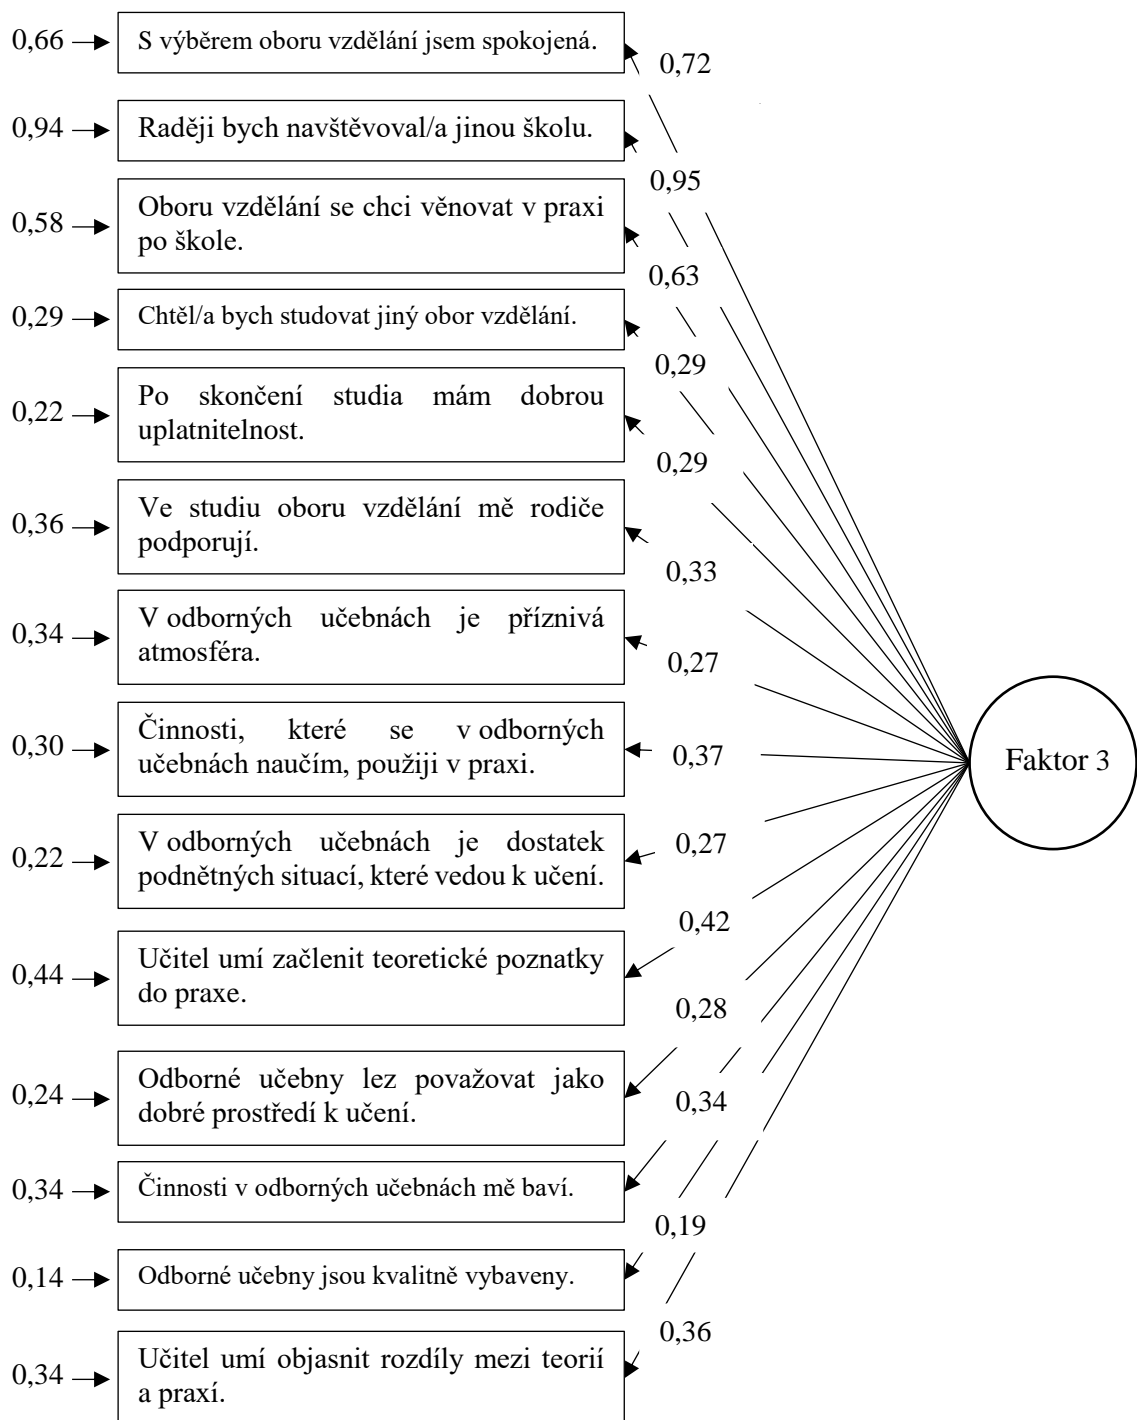 0,66
S výběrem oboru vzdělání jsem spokojená.
0,72
0,94
Raději bych navštěvoval/a jinou školu.
0,95
0,58
Oboru vzdělání se chci věnovat v praxi
po škole.
0,63
0,29
Chtěl/a bych studovat jiný obor vzdělání.
0,29
0,22
Po skončení studia mám dobrou
uplatnitelnost.
0,29
0,36
Ve studiu oboru vzdělání mě rodiče
podporují.
0,33
0,34
V odborných učebnách je příznivá
atmosféra.
0,27
0,30
Činnosti, které se v odborných
učebnách naučím, použiji v praxi.
0,37
Faktor 3
0,22
V odborných učebnách je dostatek
podnětných situací, které vedou k učení.
0,27
0,44
Učitel umí začlenit teoretické poznatky
do praxe.
0,42
0,24
Odborné učebny lez považovat jako
dobré prostředí k učení.
0,28
0,34
Činnosti v odborných učebnách mě baví.
0,34
0,14
Odborné učebny jsou kvalitně vybaveny.
0,19
0,34
Učitel umí objasnit rozdíly mezi teorií
a praxí.
0,36